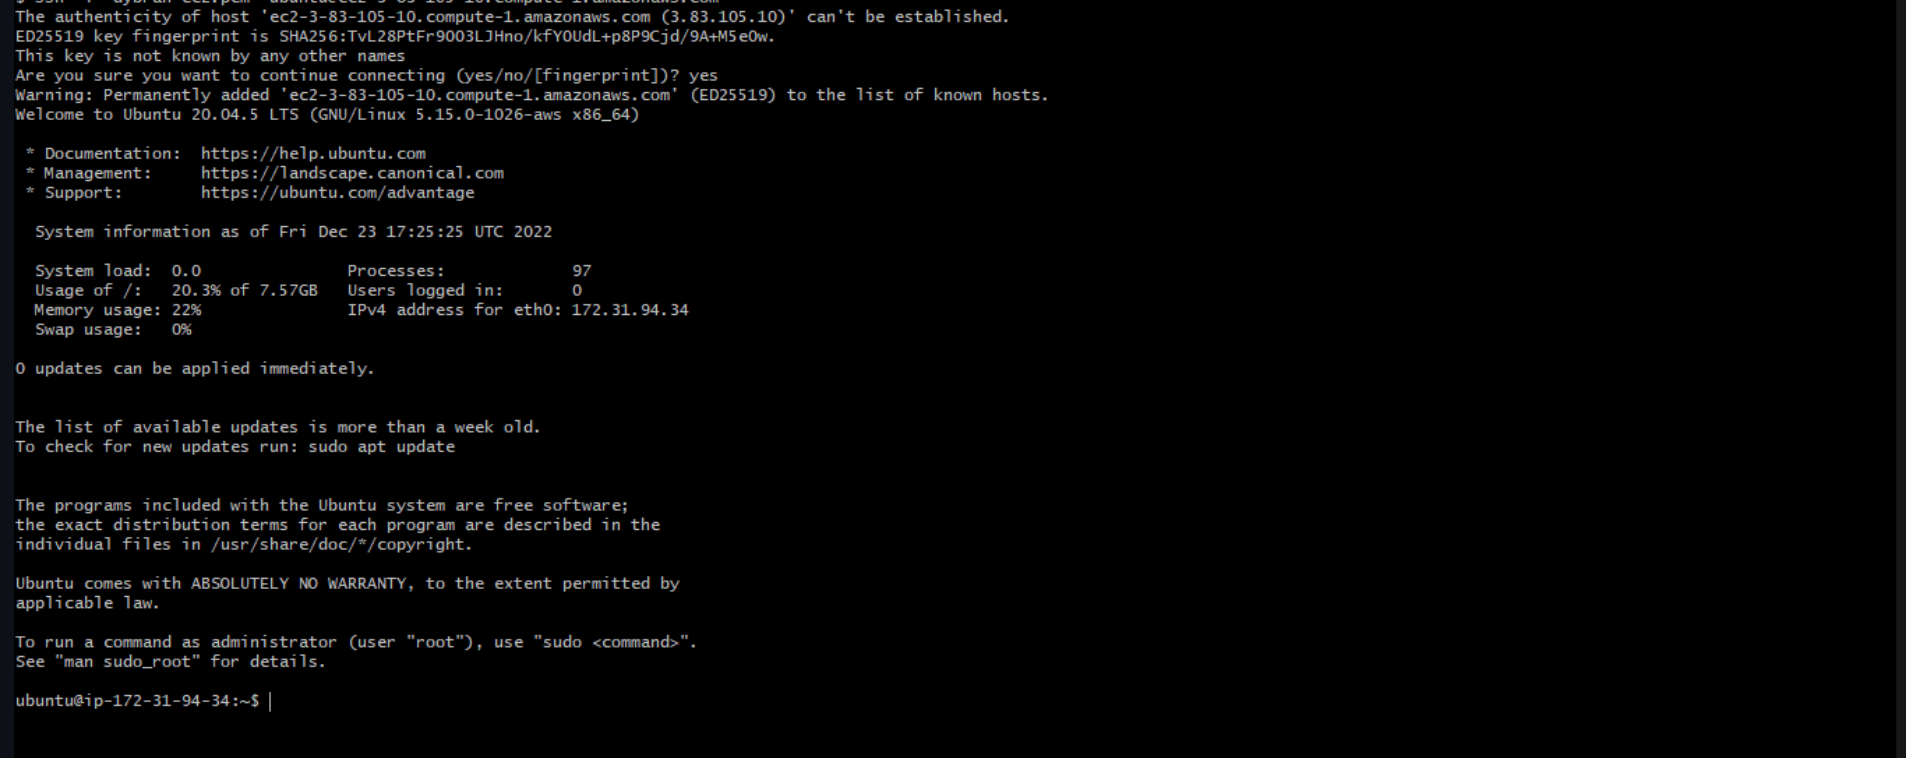 The authenticity of host 'ec2-3-83-105-10.compute-1.amazonaws.com (3.83.105.10)' can't be established.
ED25519 key fingerprint is SHA256:TvL28PtFr9OO3LJHno/kfYOUdL+p8P9Cjd/9A+M5eOw.
This key is not known by any other names
Are you sure you want to continue connecting (yes/no/[fingerprint])? yes
Warning: Permanently added 'ec2-3-83-105-10.compute-1.amazonaws.com' (ED25519) to the list of known hosts.
Welcome to Ubuntu 20.04.5 LTS (GNU/Linux 5.15.0-1026-aws x86_64)
* Documentation: https://help.ubuntu.com
* Management: https://landscape.canonical.com
* Support: https://ubuntu.com/advantage
System information as of Fri Dec 23 17:25:25 UTC 2022
System load: 0.0 Processes: 97
Usage of /: 20.3% of 7.57GB Users logged in: 0
Memory usage: 22% IPv4 address for eth0: 172.31.94.34
Swap usage: 0%
0 updates can be applied immediately.
The list of available updates is more than a week old.
To check for new updates run: sudo apt update
The programs included with the Ubuntu system are free software;
the exact distribution terms for each program are described in the
individual files in /usr/share/doc/*/copyright.
Ubuntu comes with ABSOLUTELY NO WARRANTY, to the extent permitted by
applicable law.
To run a command as administrator (user "root"), use "sudo <command>".
See "man sudo_root" for details.
ubuntu@ip-172-31-94-34:~$